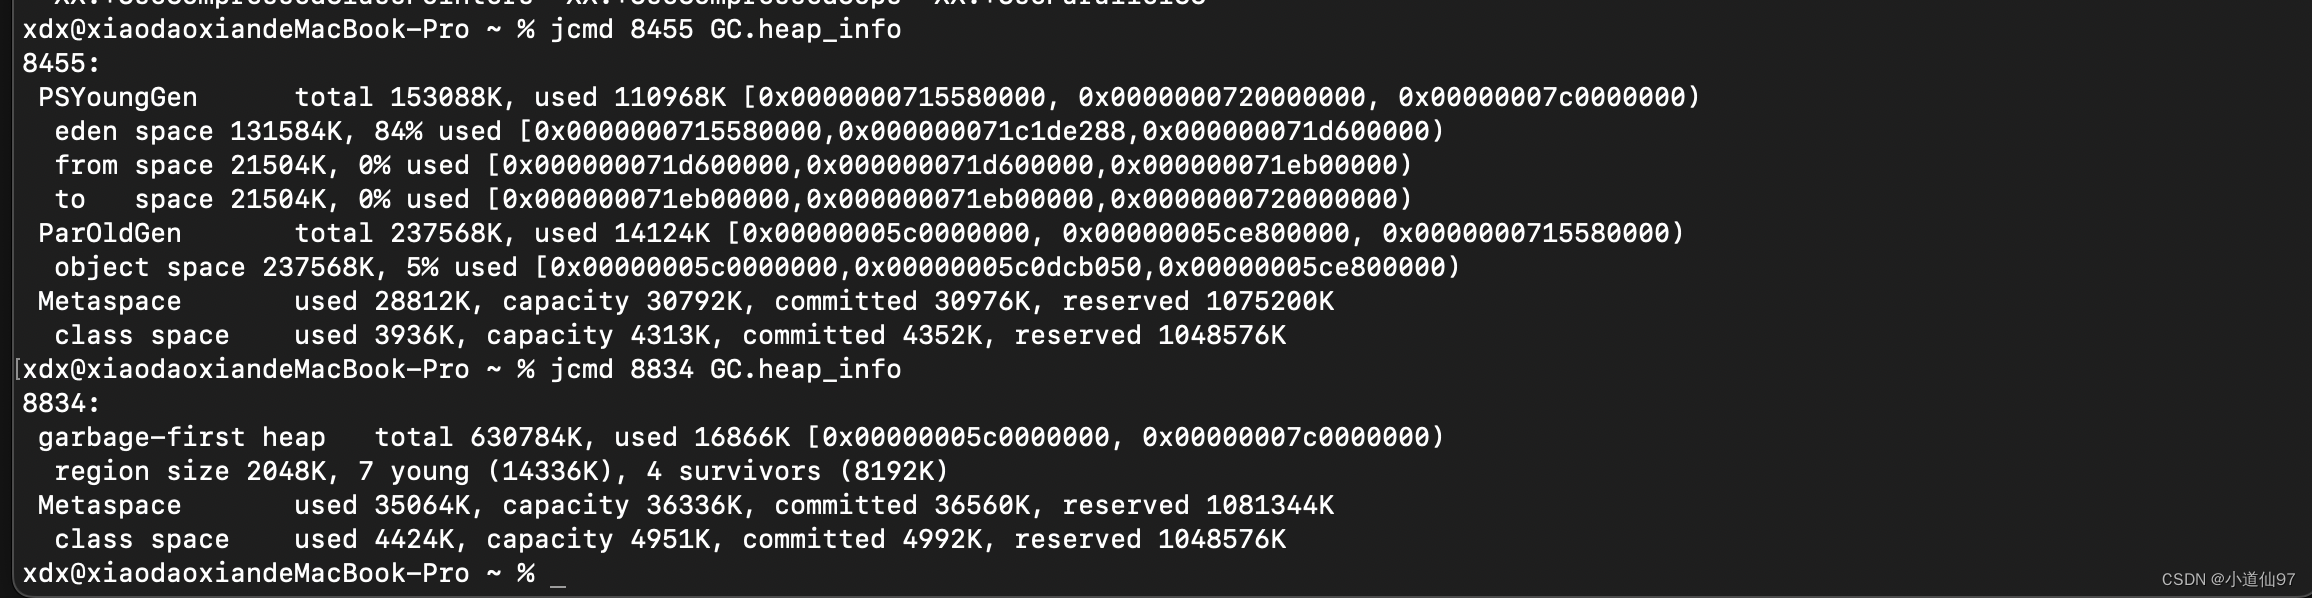 xdx@xiaodaoxiandeMacBook-Pro ~ % jcmd 8455 GC.heap_info
8455:
PSYoungGen      total 153088K, used 110968K [0x0000000715580000, 0x0000000720000000, 0x00000007c0000000)
eden space 131584K, 84% used [0x0000000715580000,0x000000071c1de288,0x000000071d600000)
from space 21504K, 0% used [0x000000071d600000,0x000000071d600000,0x000000071eb00000)
to   space 21504K, 0% used [0x000000071eb00000,0x000000071eb00000,0x0000000720000000)
ParOldGen       total 237568K, used 14124K [0x00000005c0000000, 0x00000005ce800000, 0x0000000715580000)
object space 237568K, 5% used [0x00000005c0000000,0x00000005c0dcb050,0x00000005ce800000)
Metaspace       used 28812K, capacity 30792K, committed 30976K, reserved 1075200K
class space    used 3936K, capacity 4313K, committed 4352K, reserved 1048576K
[xdx@xiaodaoxiandeMacBook-Pro ~ % jcmd 8834 GC.heap_info
8834:
garbage-first heap   total 630784K, used 16866K [0x00000005c0000000, 0x00000007c0000000)
region size 2048K, 7 young (14336K), 4 survivors (8192K)
Metaspace       used 35064K, capacity 36336K, committed 36560K, reserved 1081344K
class space    used 4424K, capacity 4951K, committed 4992K, reserved 1048576K
xdx@xiaodaoxiandeMacBook-Pro ~ % _
CSDN @小道仙97